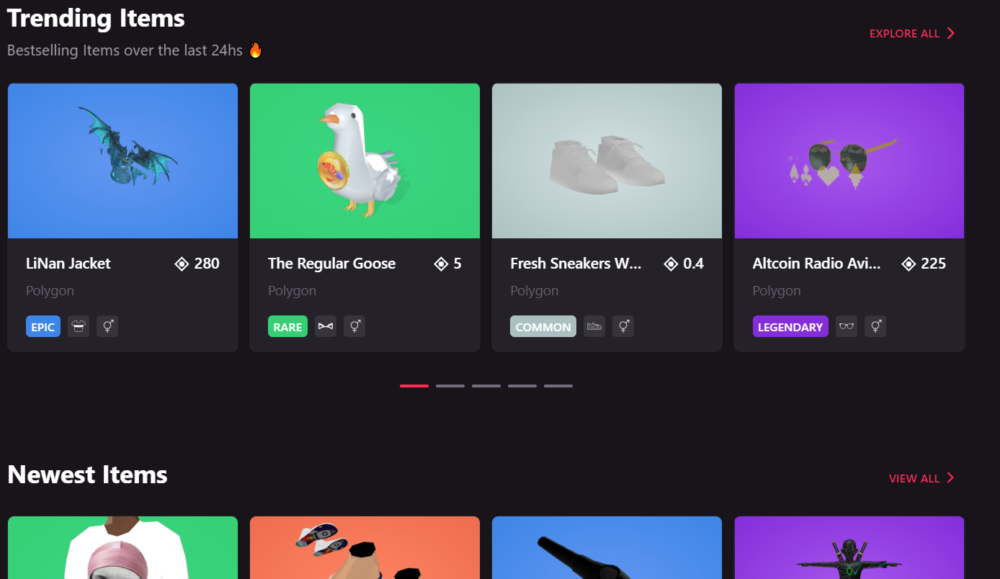 Trending Items
EXPLORE ALL
Bestselling Items over the last 24hs 🔥
LiNan Jacket 280
Polygon
EPIC
The Regular Goose 5
Polygon
RARE
Fresh Sneakers W... 0.4
Polygon
COMMON
Altcoin Radio Avi... 225
Polygon
LEGENDARY
Newest Items
VIEW ALL